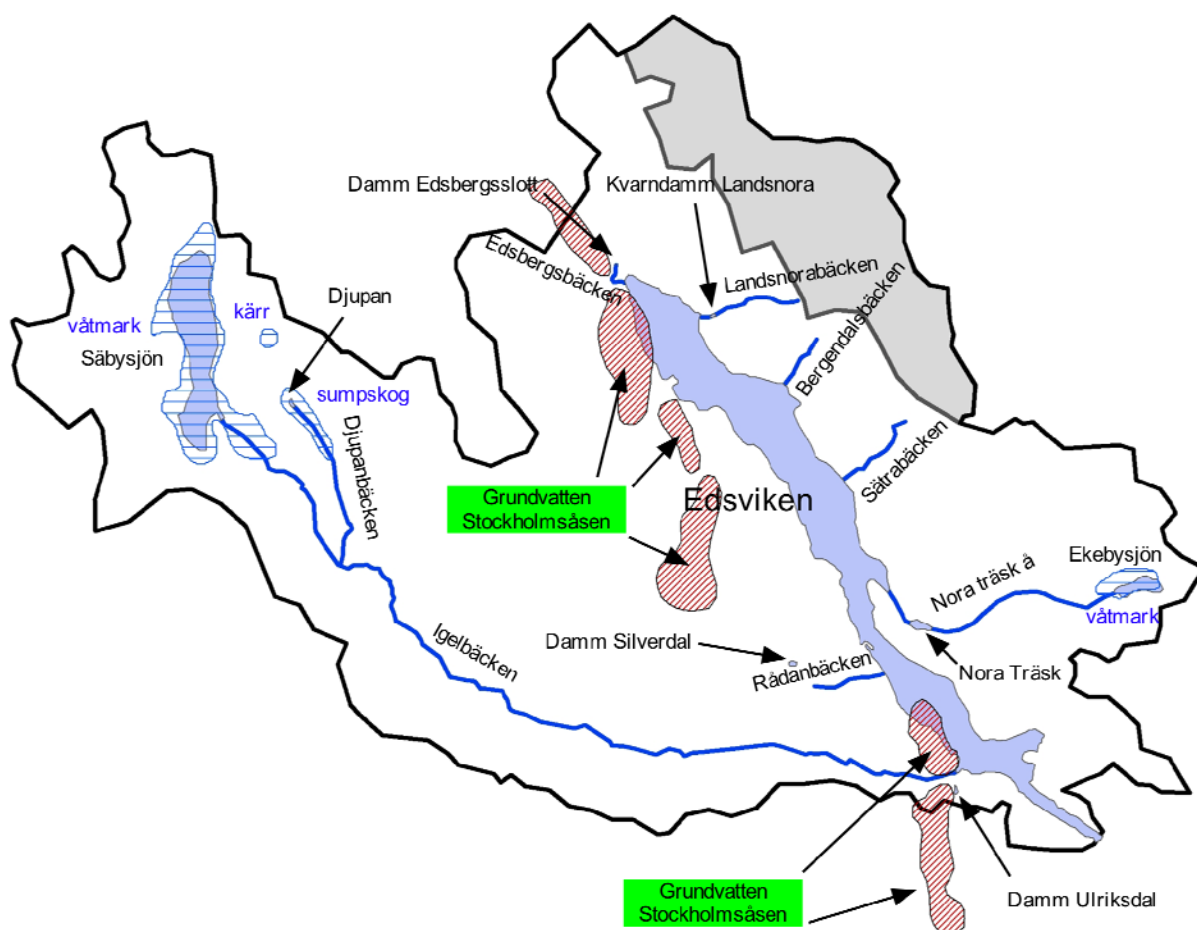 Damm Edsbergsslott
Kvarndamm Landsnora
Edsbergsbäcken
Landsnorabäcken
Bergendalsbäcken
Djupan
kärr
våtmark
Säbysjön
sumpskog
Djupanbäcken
Sätrabäcken
Grundvatten
Stockholmsåsen
Edsviken
Ekebysjön
Nora träsk å
våtmark
Igelbäcken
Damm Silverdal
Rådanbäcken
Nora Träsk
Grundvatten
Stockholmsåsen
Damm Ulriksdal